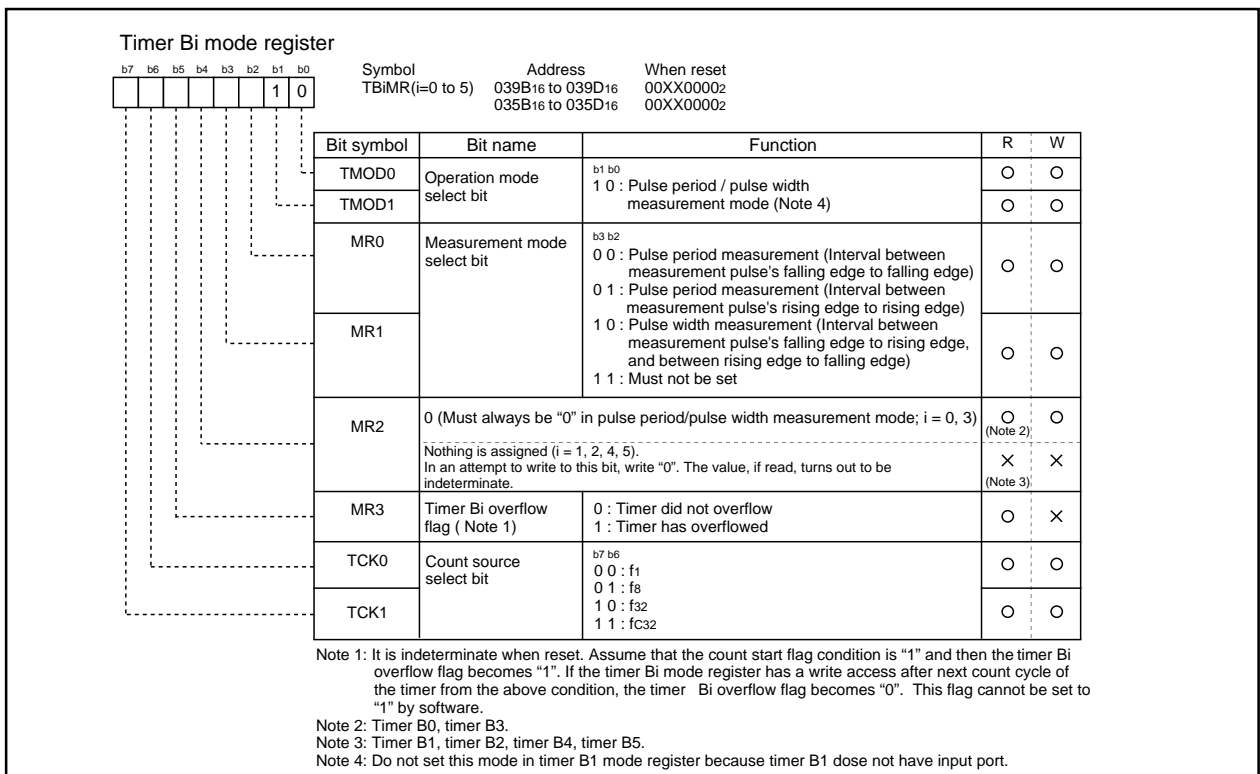 Timer Bi mode register
b7 b6 b5 b4 b3 b2 b1 b0
1 0
Symbol Address When reset
TBiMR(i=0 to 5) 039B16 to 039D16 00XX00002
035B16 to 035D16 00XX00002
Bit symbol Bit name Function R W
TMOD0
TMOD1
Operation mode
select bit
b1 b0
1 0 : Pulse period / pulse width
measurement mode (Note 4)
MR0
MR1
Measurement mode
select bit
b3 b2
0 0 : Pulse period measurement (Interval between
measurement pulse's falling edge to falling edge)
0 1 : Pulse period measurement (Interval between
measurement pulse's rising edge to rising edge)
1 0 : Pulse width measurement (Interval between
measurement pulse's falling edge to rising edge,
and between rising edge to falling edge)
1 1 : Must not be set
MR2
0 (Must always be “0” in pulse period/pulse width measurement mode; i = 0, 3)
(Note 2)
Nothing is assigned (i = 1, 2, 4, 5).
In an attempt to write to this bit, write “0”. The value, if read, turns out to be
indeterminate.
(Note 3)
MR3
Timer Bi overflow
flag ( Note 1)
0 : Timer did not overflow
1 : Timer has overflowed
TCK0
TCK1
Count source
select bit
b7 b6
0 0 : f1
0 1 : f8
1 0 : f32
1 1 : fC32
Note 1: It is indeterminate when reset. Assume that the count start flag condition is “1” and then the timer Bi
overflow flag becomes “1”. If the timer Bi mode register has a write access after next count cycle of
the timer from the above condition, the timer Bi overflow flag becomes “0”. This flag cannot be set to
“1” by software.
Note 2: Timer B0, timer B3.
Note 3: Timer B1, timer B2, timer B4, timer B5.
Note 4: Do not set this mode in timer B1 mode register because timer B1 dose not have input port.